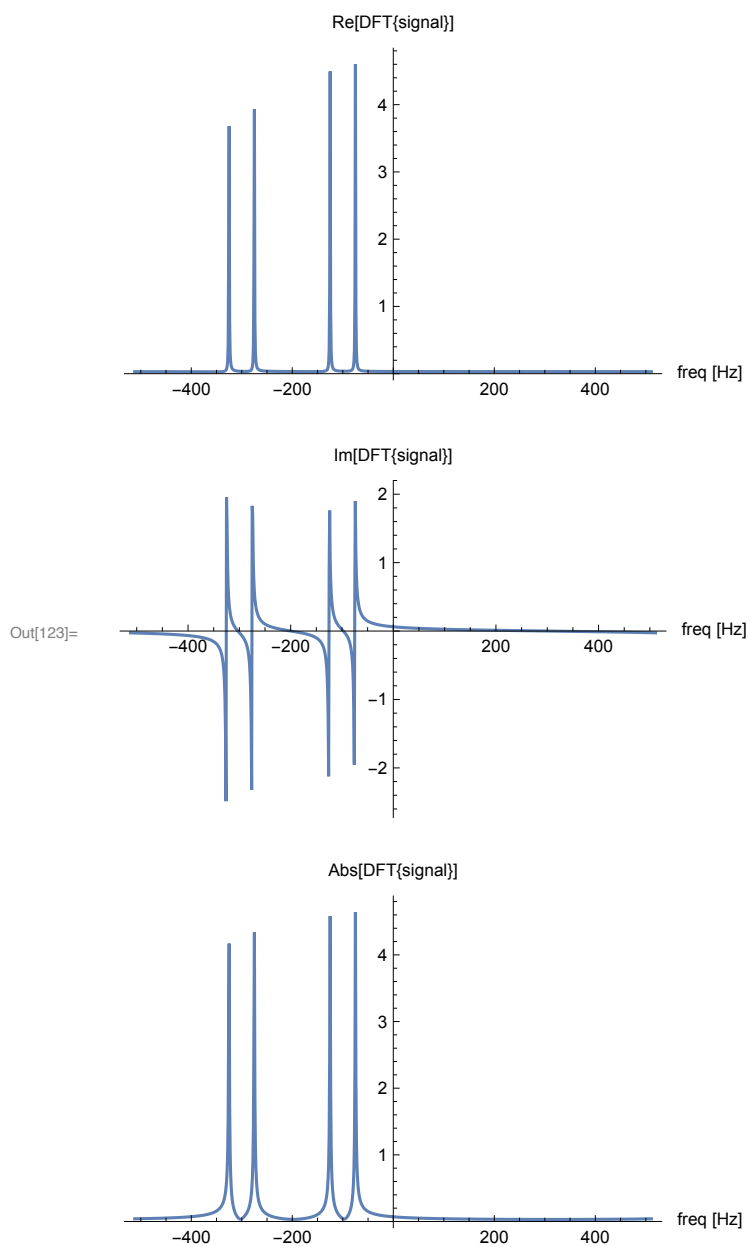 Re[DFT{signal}]
4
3
2
1
freq [Hz]
−400 −200 200 400
Im[DFT{signal}]
2
1
Out[123]=
freq [Hz]
−400 −200 200 400
−1
−2
Abs[DFT{signal}]
4
3
2
1
freq [Hz]
−400 −200 200 400